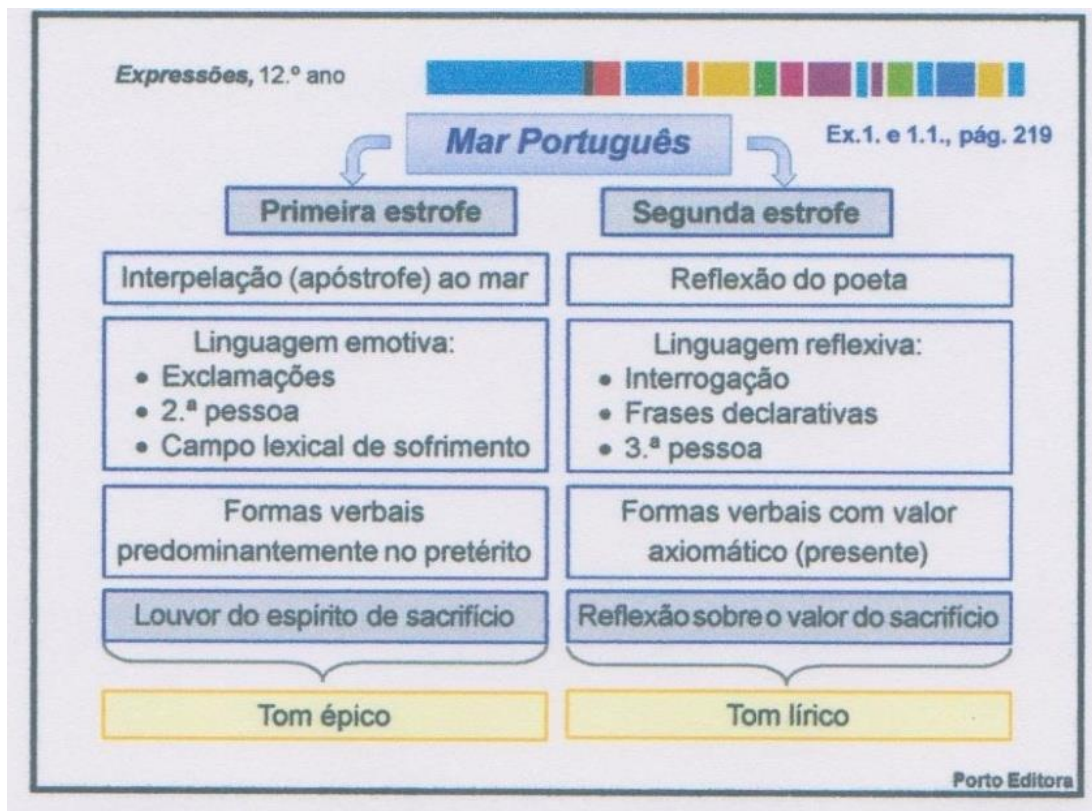 Expressões, 12.º ano
Mar Português
Ex.1. e 1.1., pág. 219
Primeira estrofe
Interpelação (apóstrofe) ao mar
Linguagem emotiva:
• Exclamações
• 2.ª pessoa
• Campo lexical de sofrimento
Formas verbais
predominantemente no pretérito
Louvor do espírito de sacrifício
Tom épico
Segunda estrofe
Reflexão do poeta
Linguagem reflexiva:
• Interrogação
• Frases declarativas
• 3.ª pessoa
Formas verbais com valor
axiomático (presente)
Reflexão sobre o valor do sacrifício
Tom lírico
Porto Editora